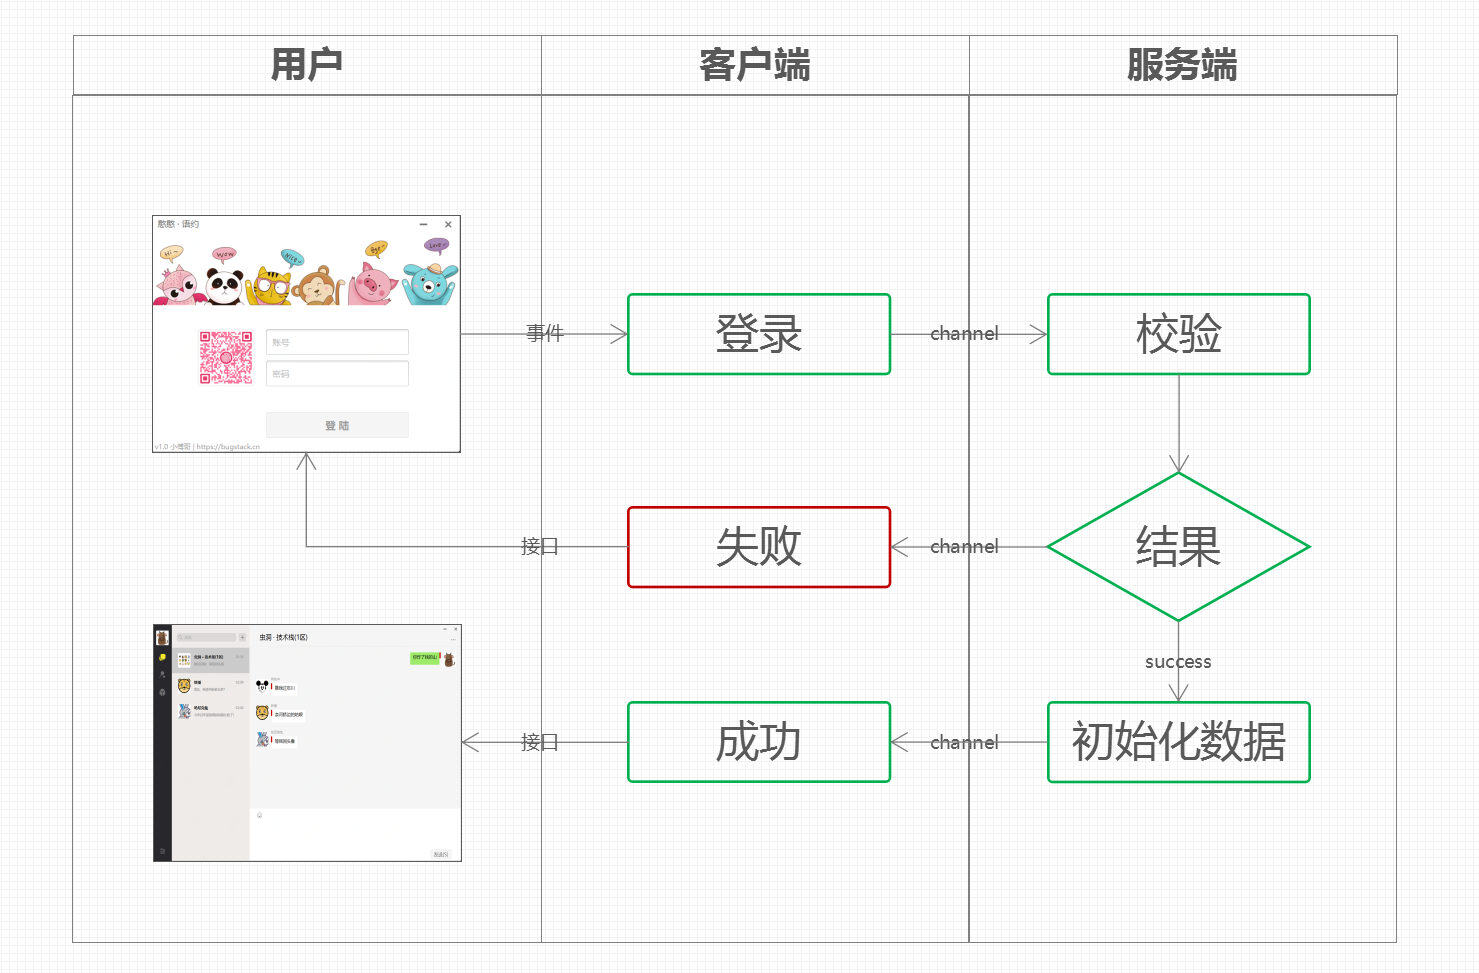 用户
客户端
服务端
憨憨 · 语约
Hi~
Wow
Nice~
Bye~
Love~
账号
密码
登 陆
v1.0 小傅哥 | https://bugstack.cn
事件
登录
channel
校验
接口
失败
channel
结果
success
虫洞 · 技术栈(1区)
接口
成功
channel
初始化数据